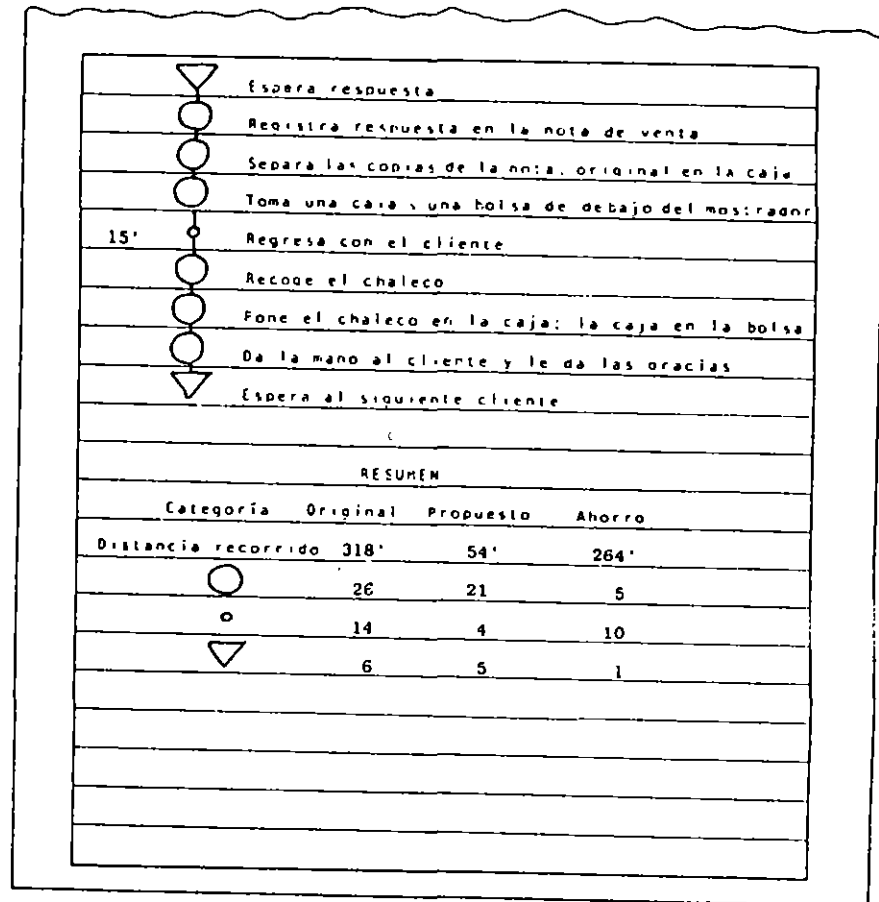 Espera respuesta
Registra respuesta en la nota de venta
Separa las copias de la nota, original en la caja
Toma una caja y una bolsa de debajo del mostrador
15' Regresa con el cliente
Recoge el chaleco
Pone el chaleco en la caja; la caja en la bolsa
Da la mano al cliente y le da las gracias
Espera al siguiente cliente
RESUMEN
Categoría Original Propuesto Ahorro
Distancia recorrido 318' 54' 264'
26 21 5
14 4 10
6 5 1